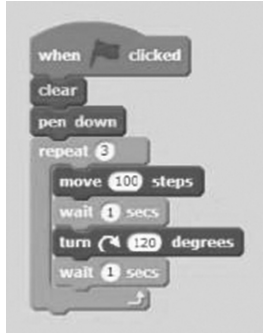 when clicked
clear
pen down
repeat 3
move 100 steps
wait 1 secs
turn 120 degrees
wait 1 secs